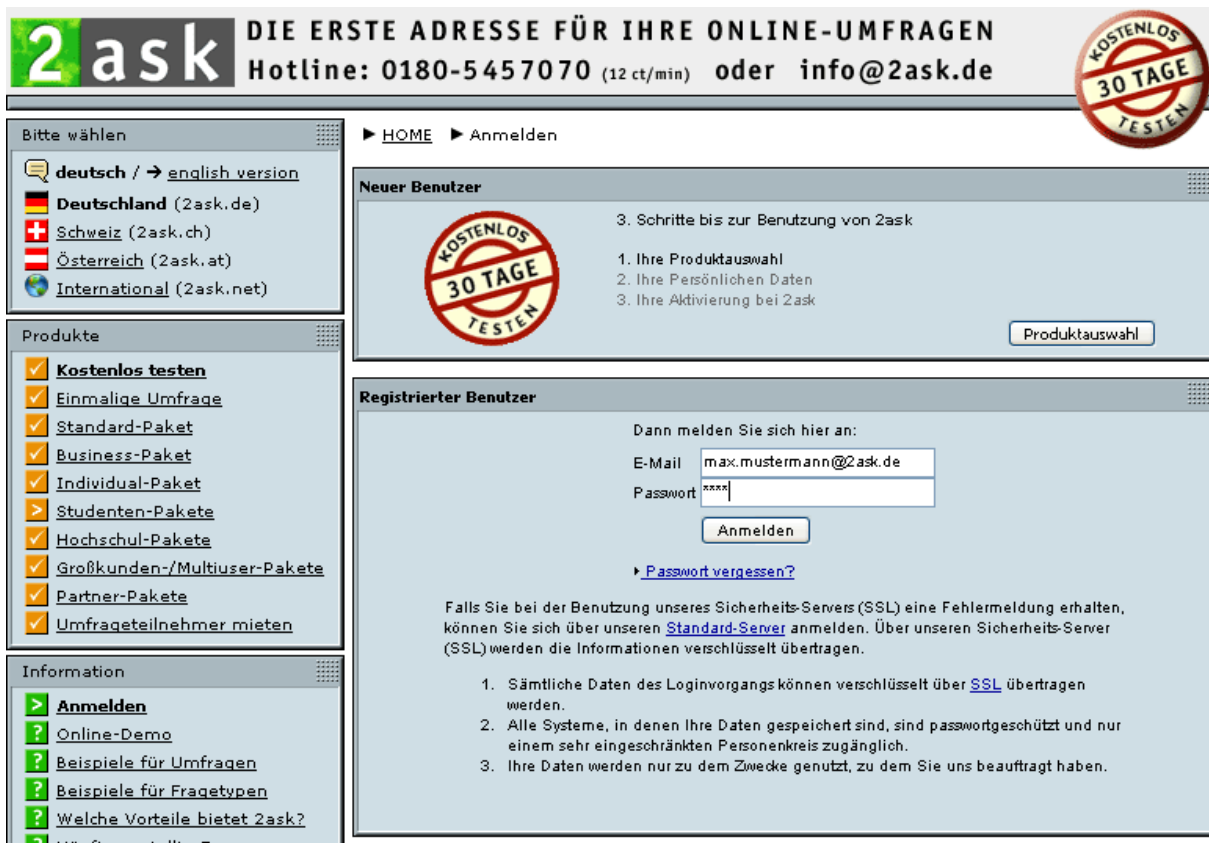 2ask
DIE ERSTE ADRESSE FÜR IHRE ONLINE-UMFRAGEN
Hotline: 0180-5457070 (12 ct/min) oder info@2ask.de
KOSTENLOS
30 TAGE
TESTEN
Bitte wählen
deutsch / → english version
Deutschland (2ask.de)
Schweiz (2ask.ch)
Österreich (2ask.at)
International (2ask.net)
Produkte
Kostenlos testen
Einmalige Umfrage
Standard-Paket
Business-Paket
Individual-Paket
Studenten-Pakete
Hochschul-Pakete
Großkunden-/Multiuser-Pakete
Partner-Pakete
Umfrageteilnehmer mieten
Information
Anmelden
Online-Demo
Beispiele für Umfragen
Beispiele für Fragetypen
Welche Vorteile bietet 2ask?
► HOME ► Anmelden
Neuer Benutzer
KOSTENLOS
30 TAGE
TESTEN
3. Schritte bis zur Benutzung von 2ask
1. Ihre Produktauswahl
2. Ihre Persönlichen Daten
3. Ihre Aktivierung bei 2ask
Produktauswahl
Registrierter Benutzer
Dann melden Sie sich hier an:
E-Mail max.mustermann@2ask.de
Passwort ****
Anmelden
Passwort vergessen?
Falls Sie bei der Benutzung unseres Sicherheits-Servers (SSL) eine Fehlermeldung erhalten,
können Sie sich über unseren Standard-Server anmelden. Über unseren Sicherheits-Server
(SSL) werden die Informationen verschlüsselt übertragen.
1. Sämtliche Daten des Loginvorgangs können verschlüsselt über SSL übertragen
werden.
2. Alle Systeme, in denen Ihre Daten gespeichert sind, sind passwortgeschützt und nur
einem sehr eingeschränkten Personenkreis zugänglich.
3. Ihre Daten werden nur zu dem Zwecke genutzt, zu dem Sie uns beauftragt haben.